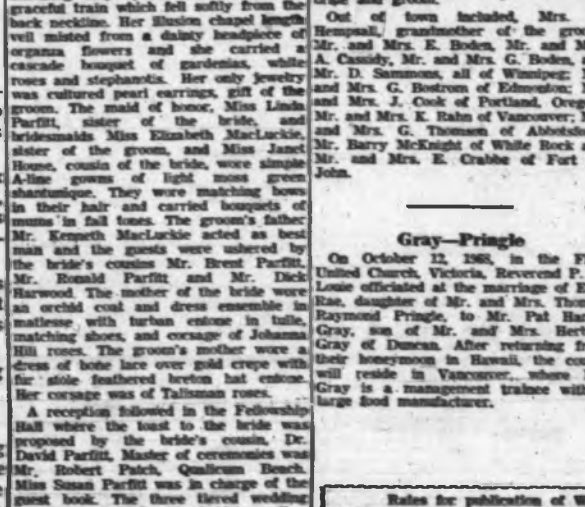 graceful train which fell softly from the
back neckline. Her illusion chapel length
veil misted from a dainty headpiece of
organza flowers and she carried a
cascade bouquet of gardenias, white
roses and stephanotis. Her only jewelry
was cultured pearl earrings, gift of the
groom. The maid of honor, Miss Linda
Parfitt, sister of the bride, and
bridesmaids Miss Elizabeth MacLuckie,
sister of the groom, and Miss Janet
House, cousin of the bride, wore simple
A-line gowns of light moss green
shantunique. They wore matching bows
in their hair and carried bouquets of
mums in fall tones. The groom's father
Mr. Kenneth MacLuckie acted as best
man and the guests were ushered by
the bride's cousins Mr. Brent Parfitt,
Mr. Ronald Parfitt and Mr. Dick
Harwood. The mother of the bride wore
an orchid coat and dress ensemble in
matlesse with turban entone in tulle,
matching shoes, and corsage of Johanna
Hill roses. The groom's mother wore a
dress of bone lace over gold crepe with
fur stole feathered breton hat entone.
Her corsage was of Talisman roses.
A reception followed in the Fellowship
Hall where the toast to the bride was
proposed by the bride's cousin, Dr.
David Parfitt, Master of ceremonies was
Mr. Robert Patch, Qualicum Beach.
Miss Susan Parfitt was in charge of the
guest book. The three tiered wedding
Out of town included, Mrs.
Hempsall, grandmother of the
Mr. and Mrs. E. Boden, Mr. and
A. Cassidy, Mr. and Mrs. G. Boden,
Mr. D. Sammons, all of Winnipeg;
and Mrs. G. Bostrom of Edmonton;
and Mrs. J. Cook of Portland,
Mr. and Mrs. K. Rahn of Vancouver;
and Mrs. G. Thomson of
Mr. Barry McKnight of White Rock
Mr. and Mrs. E. Crabbe of Fort
John.
Gray—Pringle
On October 12, 1968, in the
United Church, Victoria, Reverend P.
Louie officiated at the marriage of
Rae, daughter of Mr. and Mrs.
Raymond Pringle, to Mr. Pat
Gray, son of Mr. and Mrs.
Gray of Duncan. After returning
their honeymoon in Hawaii, the
will reside in Vancouver, where
Gray is a management trainee
large food manufacturer.
Rates for publication of